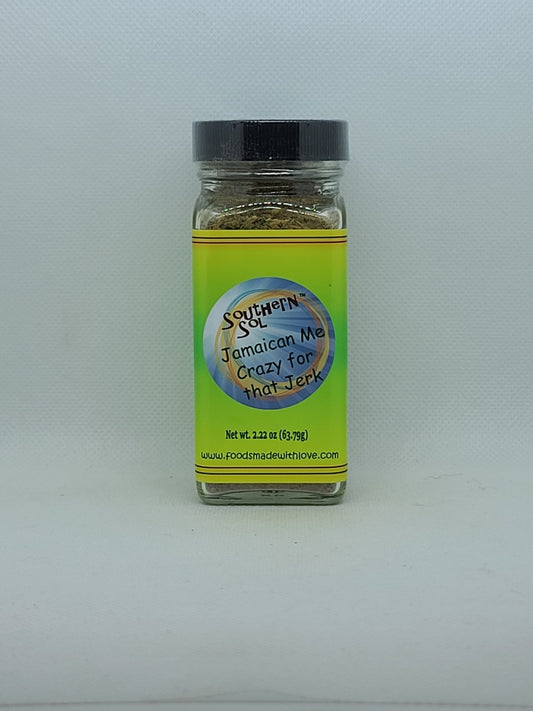 SOUTHERN™
SOL
Jamaican Me
Crazy for
that Jerk
Net wt. 2.22 oz (63.79g)
www.foodsmadewithlove.com